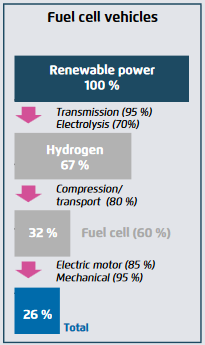 Fuel cell vehicles
Renewable power
100 %
Transmission (95 %)
Electrolysis (70%)
Hydrogen
67 %
Compression/
transport (80 %)
32 % Fuel cell (60 %)
Electric motor (85 %)
Mechanical (95 %)
26 % Total